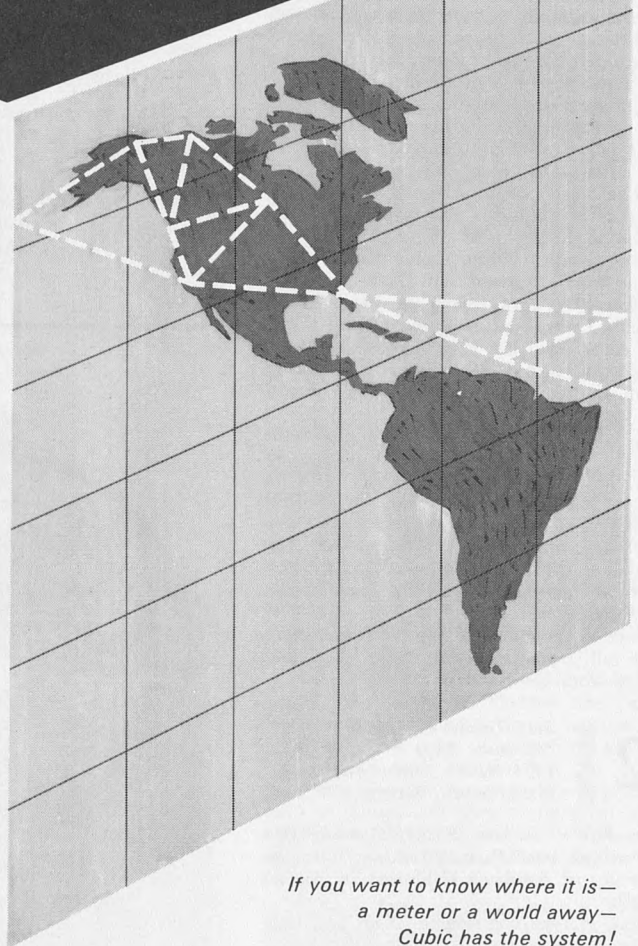 If you want to know where it is—
a meter or a world away—
Cubic has the system!